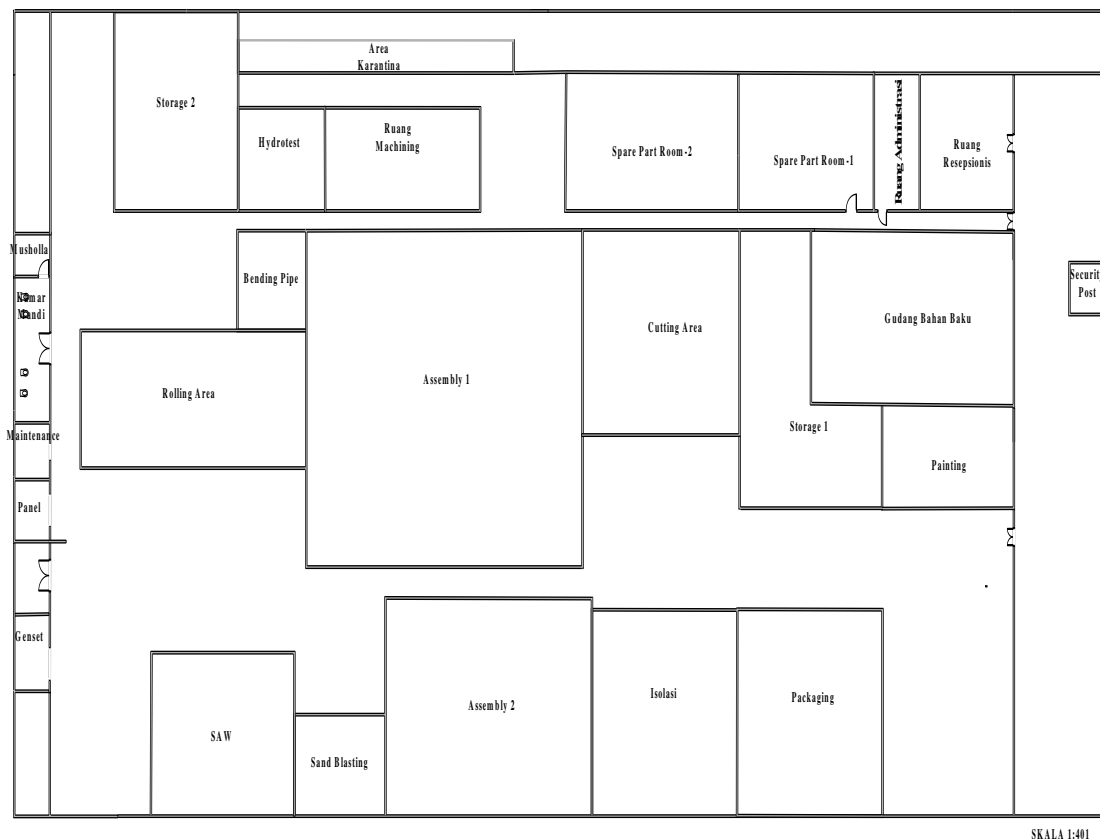 Area
Karantina
Storage 2
Hydrotest
Ruang
Machining
Spare Part Room-2
Spare Part Room-1
Ruang Administrasi
Ruang
Resepsionis
Musholla
Kamar
Mandi
Bending Pipe
Security
Post
Gudang Bahan Baku
Cutting Area
Assembly 1
Rolling Area
Storage 1
Maintenance
Painting
Panel
Genset
Isolasi
Packaging
Assembly 2
SAW
Sand Blasting
SKALA 1:401